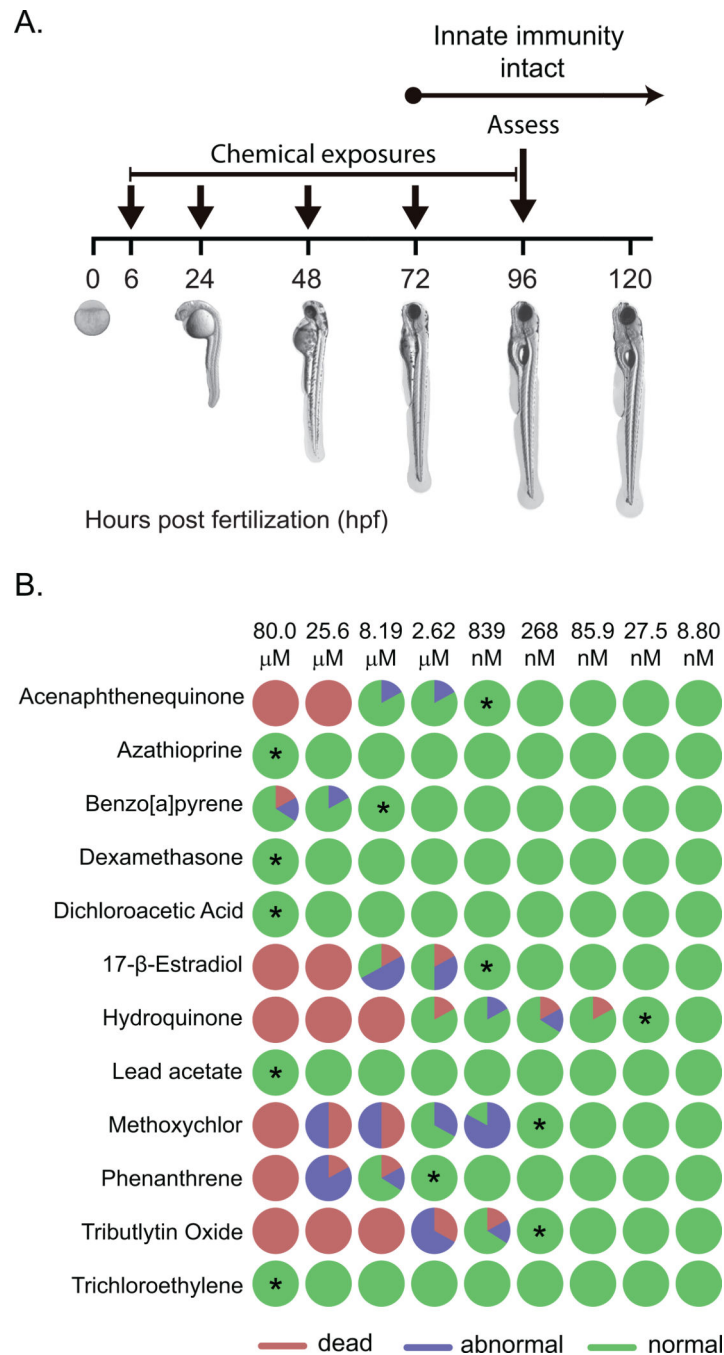 A.
Innate immunity
intact
Assess
Chemical exposures
0 6 24 48 72 96 120
Hours post fertilization (hpf)
B.
80.0 25.6 8.19 2.62 839 268 85.9 27.5 8.80
μM μM μM μM nM nM nM nM nM
Acenaphthenequinone *
Azathioprine *
Benzo[a]pyrene *
Dexamethasone *
Dichloroacetic Acid *
17-β-Estradiol *
Hydroquinone *
Lead acetate *
Methoxychlor *
Phenanthrene *
Tributlytin Oxide *
Trichloroethylene *
dead abnormal normal